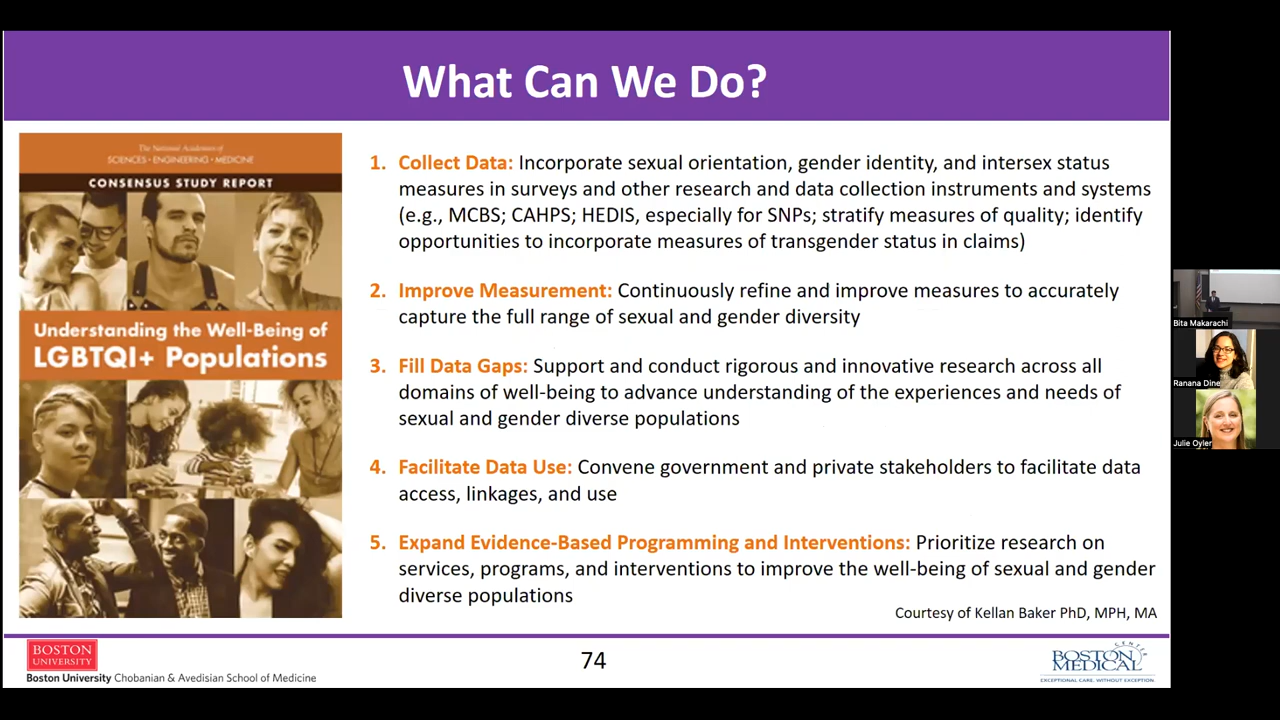 What Can We Do?
The National Academies of
SCIENCES • ENGINEERING • MEDICINE
CONSENSUS STUDY REPORT
Understanding the Well-Being of
LGBTQI+ Populations
1. Collect Data: Incorporate sexual orientation, gender identity, and intersex status
measures in surveys and other research and data collection instruments and systems
(e.g., MCBS; CAHPS; HEDIS, especially for SNPs; stratify measures of quality; identify
opportunities to incorporate measures of transgender status in claims)
2. Improve Measurement: Continuously refine and improve measures to accurately
capture the full range of sexual and gender diversity
3. Fill Data Gaps: Support and conduct rigorous and innovative research across all
domains of well-being to advance understanding of the experiences and needs of
sexual and gender diverse populations
4. Facilitate Data Use: Convene government and private stakeholders to facilitate data
access, linkages, and use
5. Expand Evidence-Based Programming and Interventions: Prioritize research on
services, programs, and interventions to improve the well-being of sexual and gender
diverse populations
Courtesy of Kellan Baker PhD, MPH, MA
BOSTON
UNIVERSITY
Boston University Chobanian & Avedisian School of Medicine
74
BOSTON
MEDICAL
CENTER
EXCEPTIONAL CARE. WITHOUT EXCEPTION
Bita Makarachi
Ranana Dine
Julie Oyler